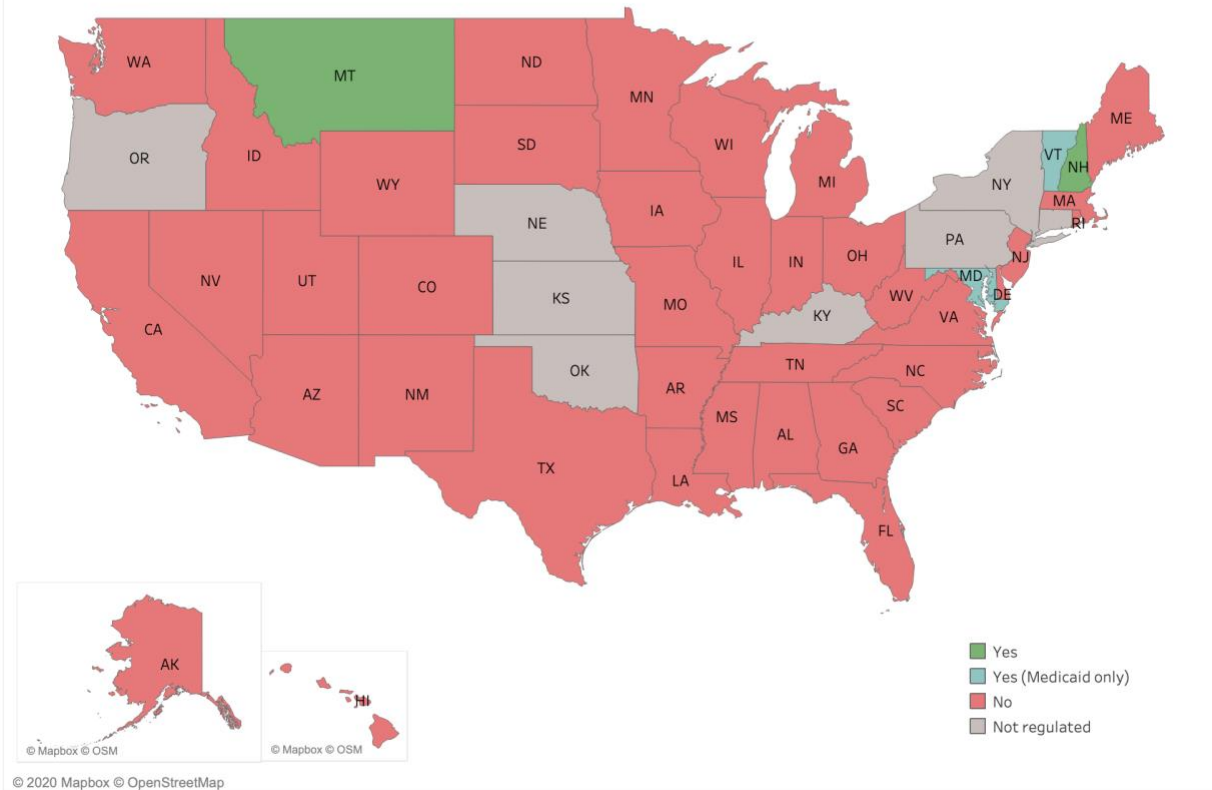 WA
MT
ND
MN
ME
OR
ID
SD
WI
VT
NH
WY
MI
NY
MA
NE
IA
RI
PA
NV
UT
CO
IL
IN
OH
NJ
KS
MD
MO
DE
WV
CA
KY
VA
AZ
NM
OK
TN
NC
AR
MS
AL
SC
GA
TX
LA
FL
AK
HI
© Mapbox © OSM
© Mapbox © OSM
Yes
Yes (Medicaid only)
No
Not regulated
© 2020 Mapbox © OpenStreetMap